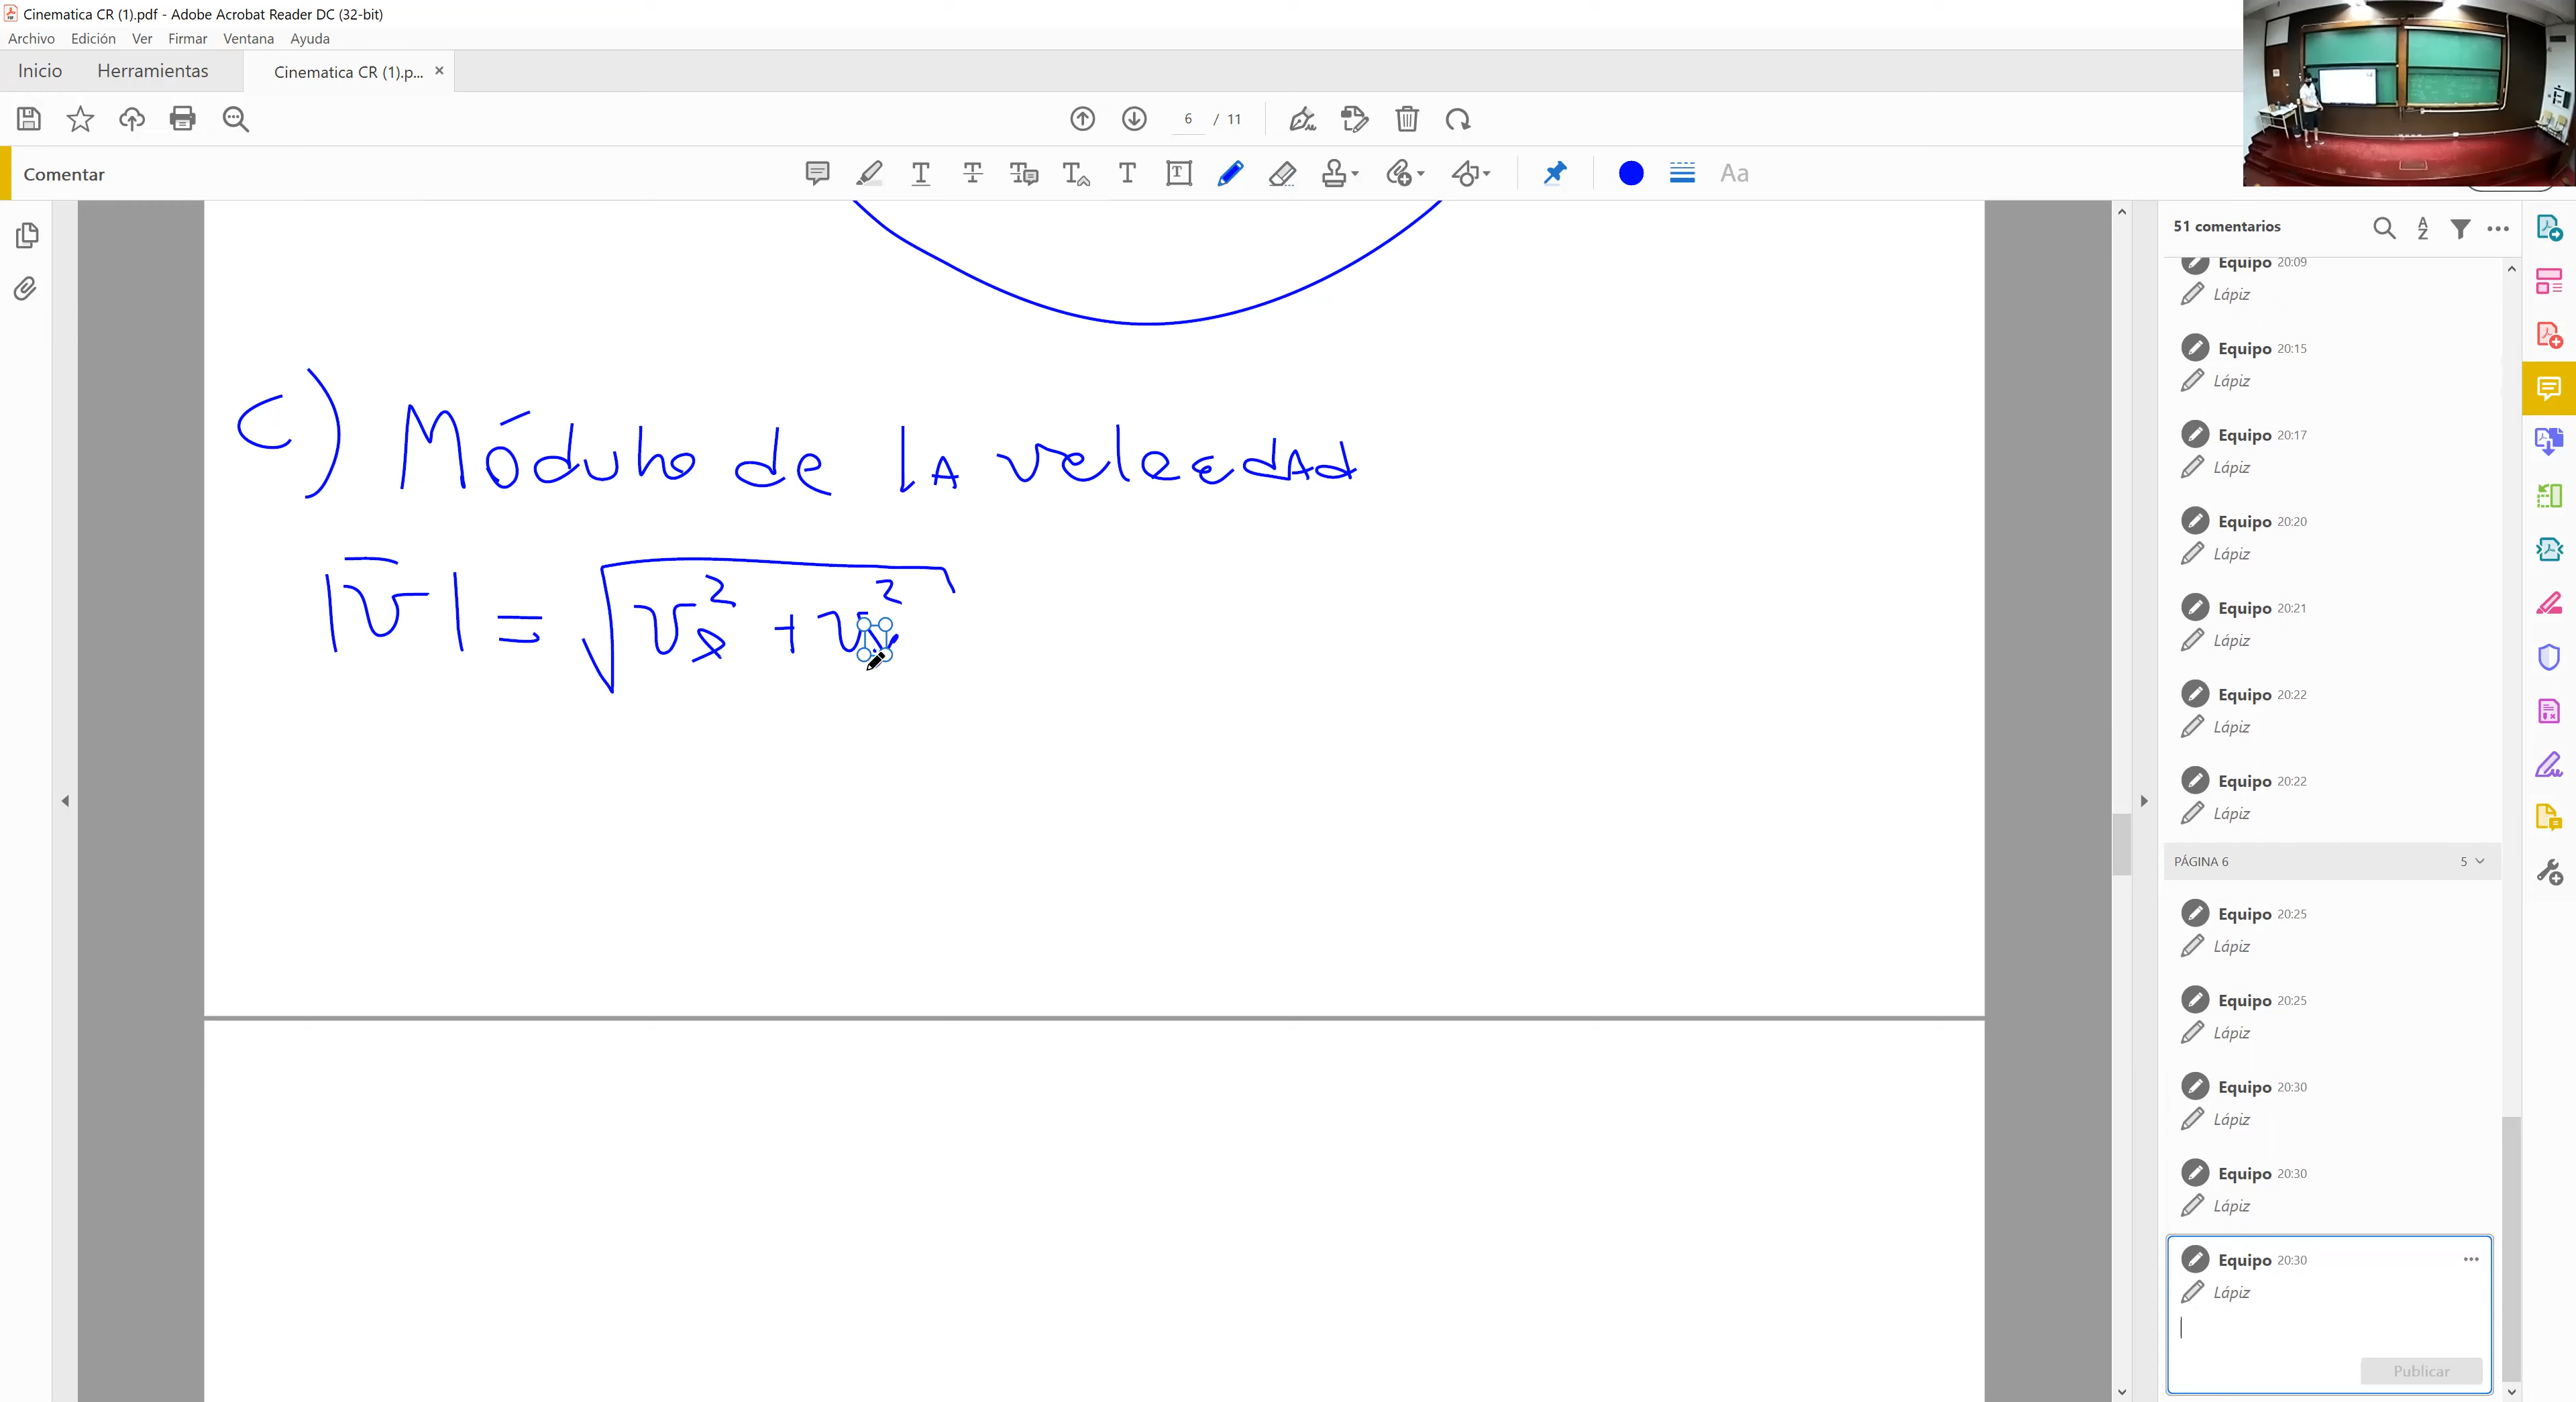 Cinematica CR (1).pdf - Adobe Acrobat Reader DC (32-bit)
Archivo Edición Ver Firmar Ventana Ayuda
Inicio Herramientas Cinematica CR (1).p... ×
6 / 11
Comentar
Aa
51 comentarios
Equipo 20:09
Lápiz
Equipo 20:15
Lápiz
Equipo 20:17
Lápiz
Equipo 20:20
Lápiz
Equipo 20:21
Lápiz
Equipo 20:22
Lápiz
Equipo 20:22
Lápiz
PÁGINA 6 5
Equipo 20:25
Lápiz
Equipo 20:25
Lápiz
Equipo 20:30
Lápiz
Equipo 20:30
Lápiz
Equipo 20:30
Lápiz
Publicar
C) Módulo de lA velocidAd
|v̄| = √(vx² + vy²)